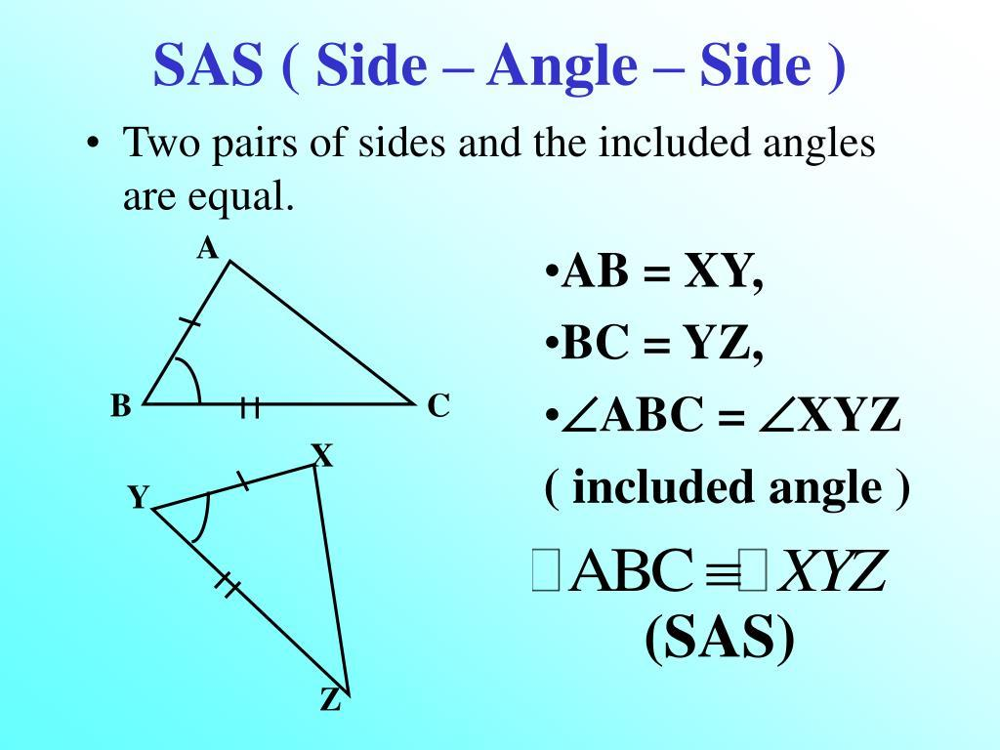 SAS ( Side – Angle – Side )
• Two pairs of sides and the included angles
are equal.
A
B
C
X
Y
Z
•AB = XY,
•BC = YZ,
•∠ABC = ∠XYZ
( included angle )
□ABC ≡□XYZ
(SAS)